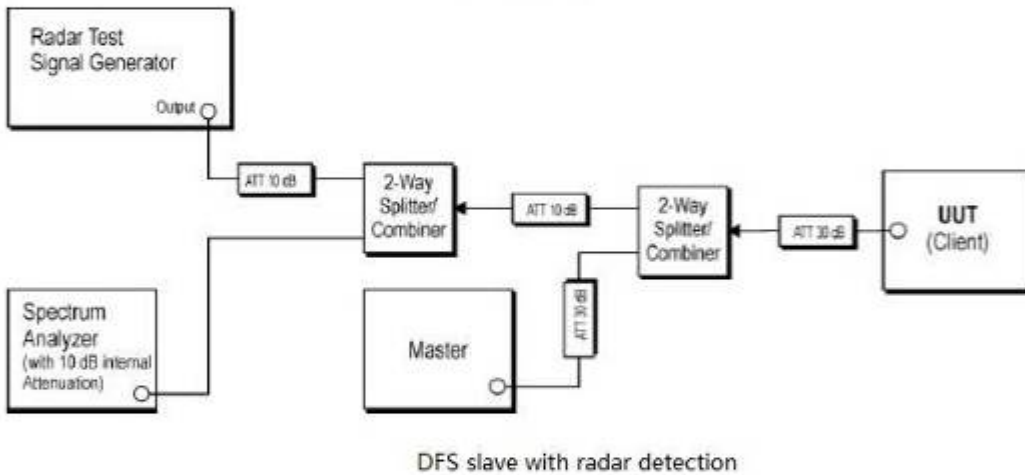 Radar Test
Signal Generator
Output
ATT 10 dB
2-Way
Splitter/
Combiner
ATT 10 dB
2-Way
Splitter/
Combiner
ATT 30 dB
UUT
(Client)
Spectrum
Analyzer
(with 10 dB internal
Attenuation)
Master
ATT 30 dB
DFS slave with radar detection